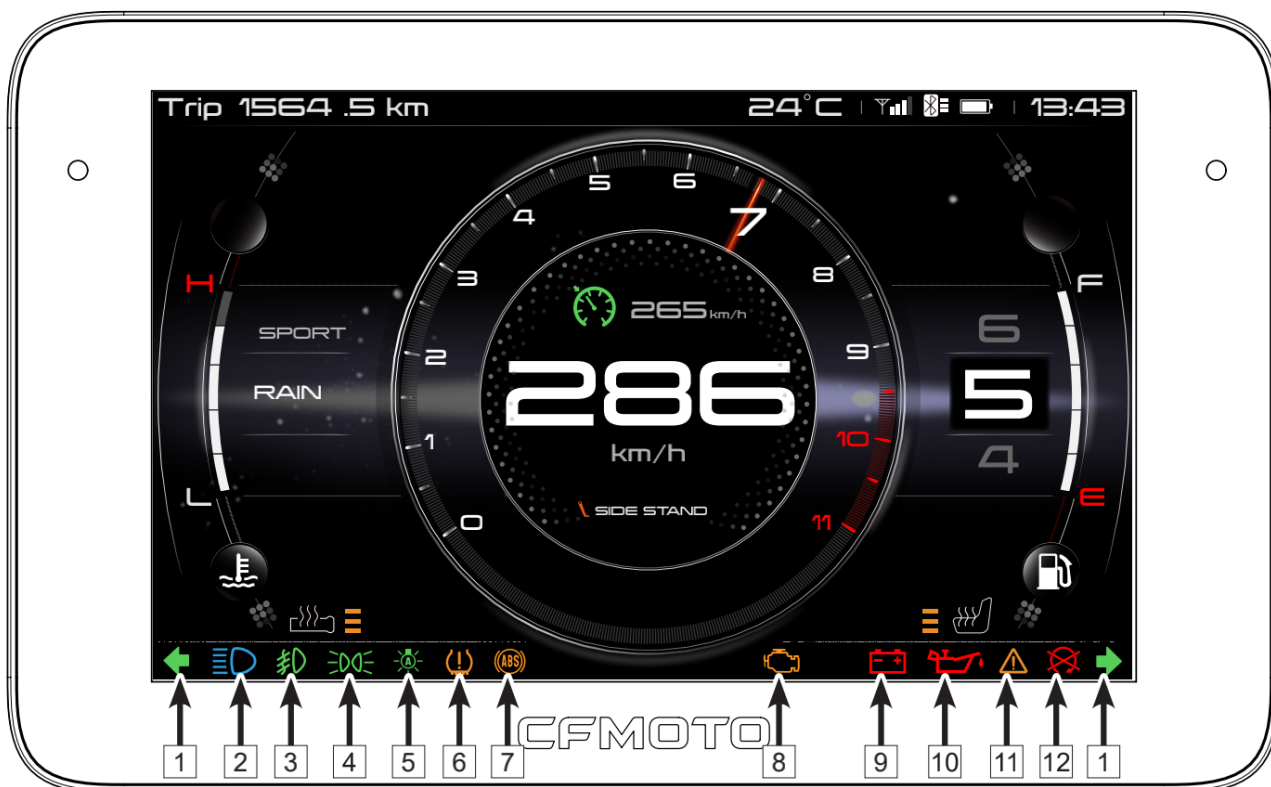 Trip 1564 .5 km 24°C 13:43
5 6
4 7
3 8
H F
265 km/h
SPORT 6
2 9
286
RAIN 5
km/h
1 10
4
L E
SIDE STAND
0 11
A ! ABS
1 2 3 4 5 6 7 8 9 10 11 12 1
CFMOTO